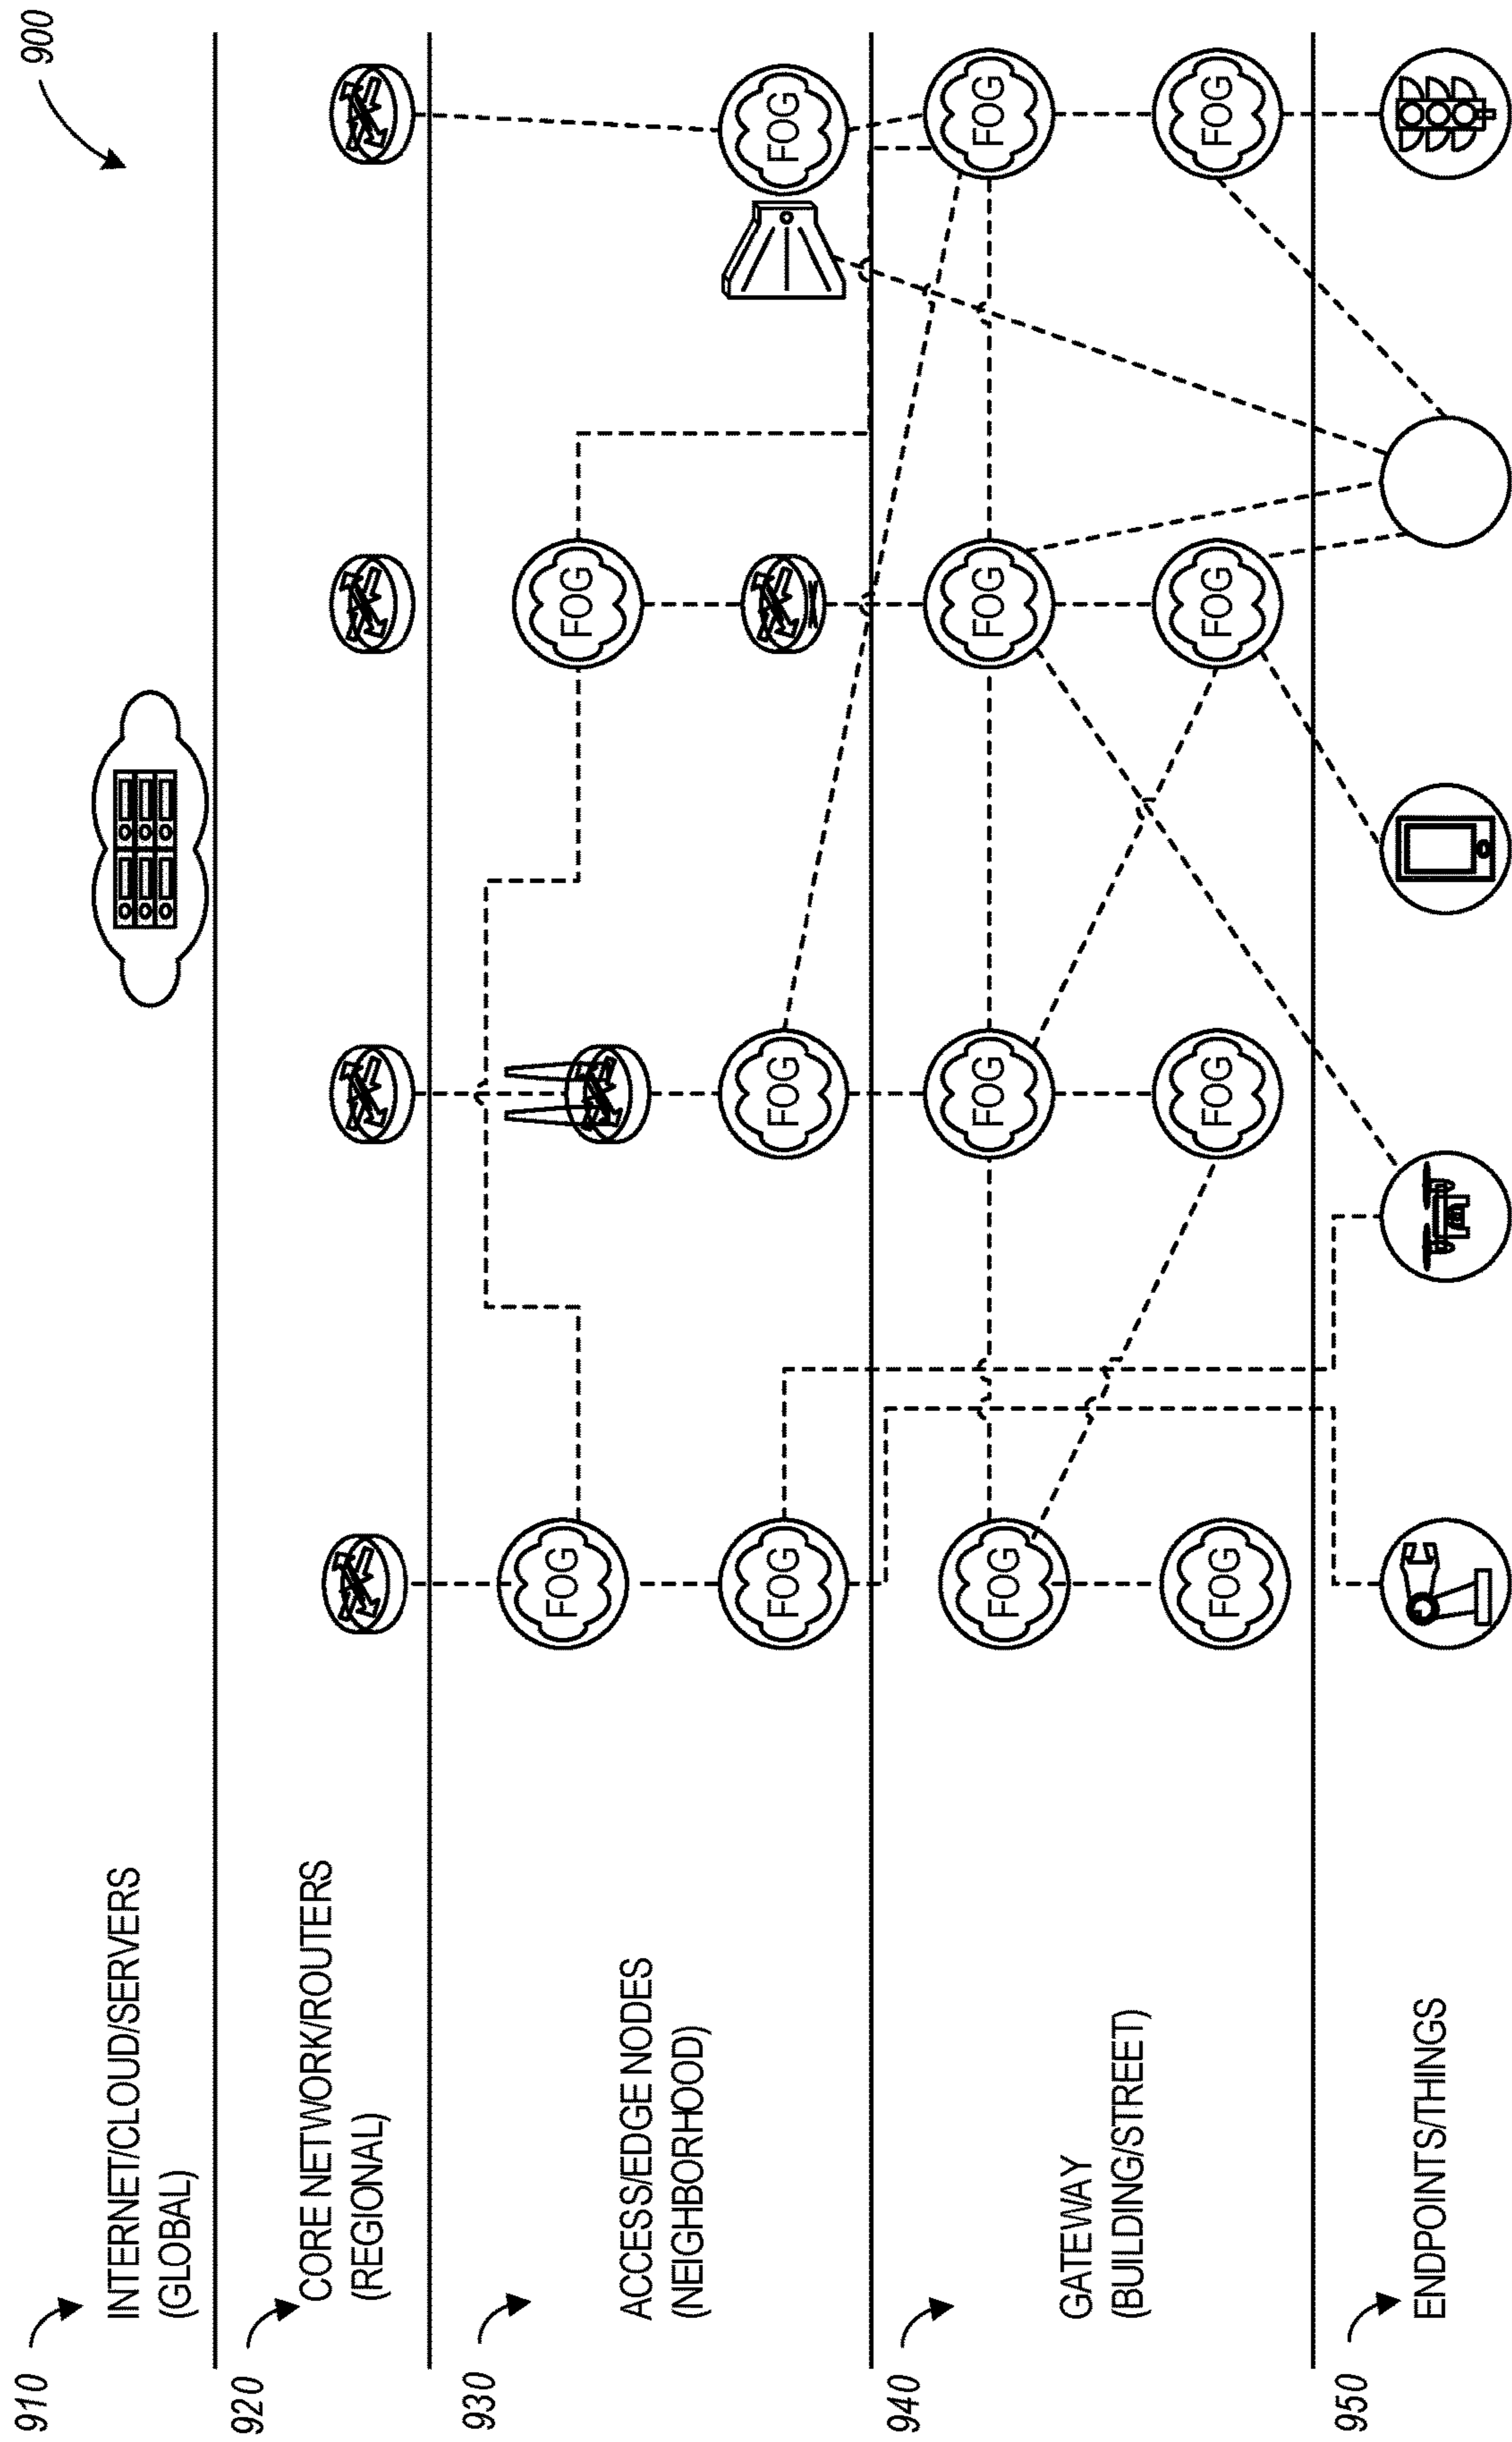 900
910
INTERNET/CLOUD/SERVERS
(GLOBAL)
920
CORE NETWORK/ROUTERS
(REGIONAL)
930
ACCESS/EDGE NODES
(NEIGHBORHOOD)
FOG
FOG
FOG
FOG
FOG
940
GATEWAY
(BUILDING/STREET)
FOG
FOG
FOG
FOG
FOG
FOG
FOG
FOG
950
ENDPOINTS/THINGS